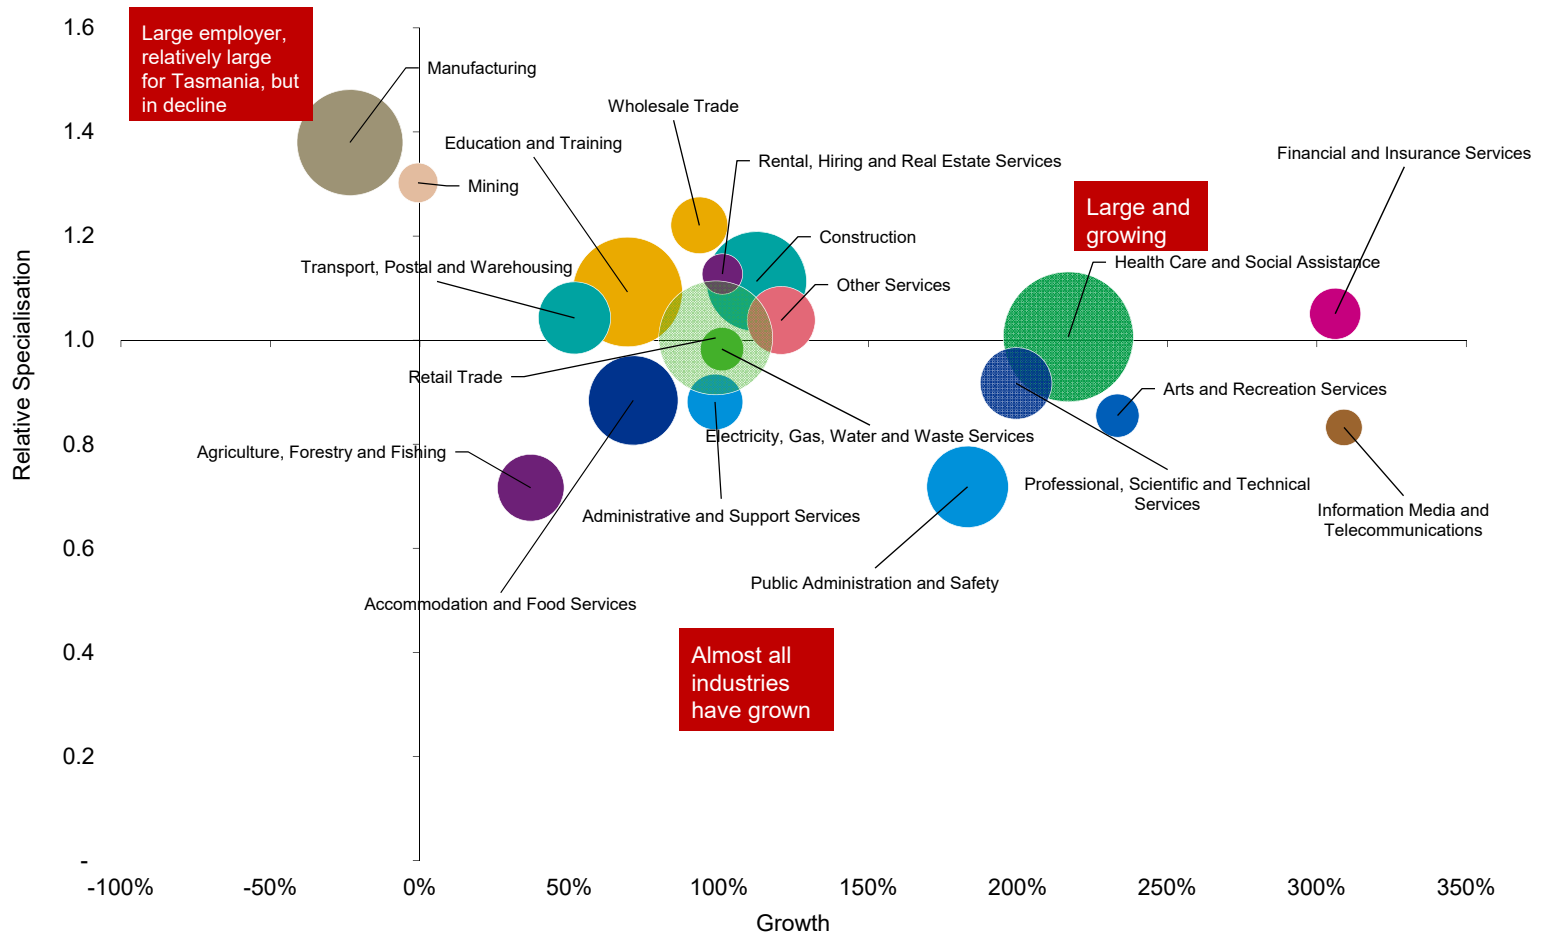 1.6
Large employer,
relatively large
for Tasmania, but
in decline
Manufacturing
Wholesale Trade
1.4
Education and Training
Rental, Hiring and Real Estate Services
Financial and Insurance Services
Mining
Large and
growing
1.2
Construction
Transport, Postal and Warehousing
Health Care and Social Assistance
Other Services
1.0
Retail Trade
Arts and Recreation Services
0.8
Electricity, Gas, Water and Waste Services
Agriculture, Forestry and Fishing
Professional, Scientific and Technical
Services
Administrative and Support Services
Information Media and
Telecommunications
0.6
Public Administration and Safety
Accommodation and Food Services
Almost all
industries
have grown
0.4
0.2
-
Relative Specialisation
-100%
-50%
0%
50%
100%
150%
200%
250%
300%
350%
Growth